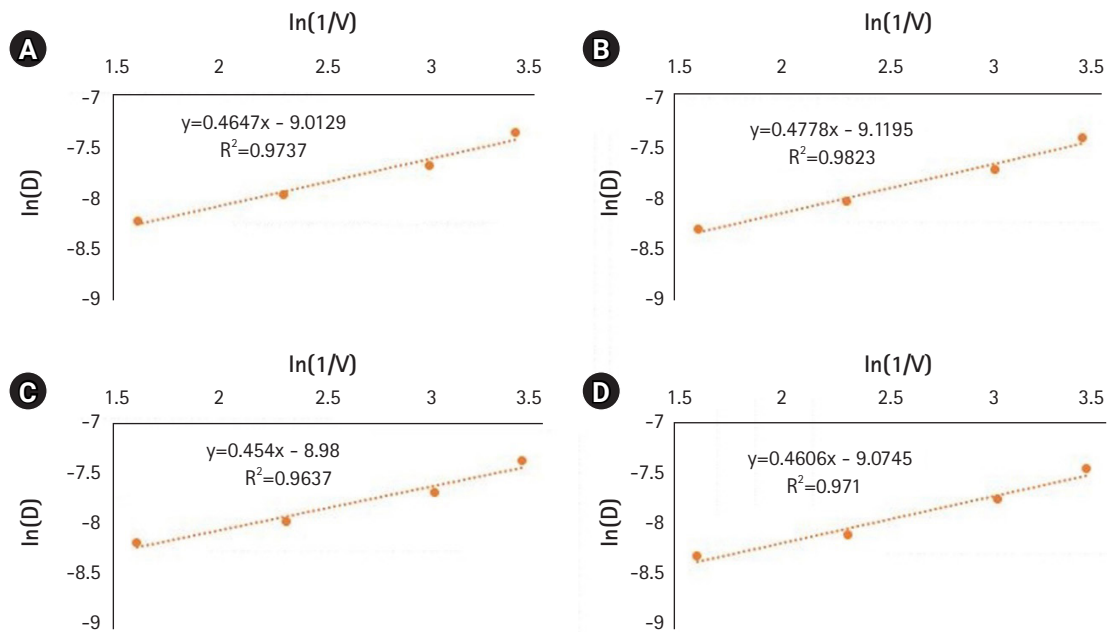 A
ln(1/V)
1.5 2 2.5 3 3.5
ln(D)
-7
-7.5
-8
-8.5
-9
y=0.4647x - 9.0129
R²=0.9737
B
ln(1/V)
1.5 2 2.5 3 3.5
ln(D)
-7
-7.5
-8
-8.5
-9
y=0.4778x - 9.1195
R²=0.9823
C
ln(1/V)
1.5 2 2.5 3 3.5
ln(D)
-7
-7.5
-8
-8.5
-9
y=0.454x - 8.98
R²=0.9637
D
ln(1/V)
1.5 2 2.5 3 3.5
ln(D)
-7
-7.5
-8
-8.5
-9
y=0.4606x - 9.0745
R²=0.971